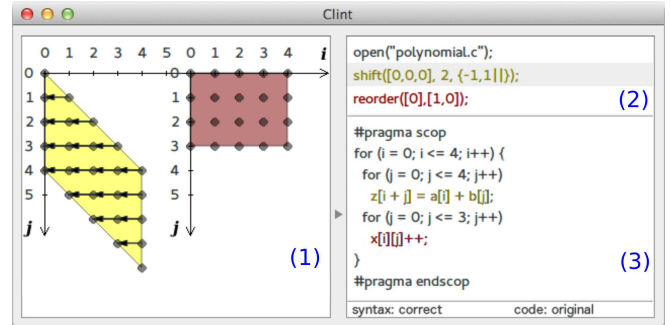 Clint
0 1 2 3 4 5 0 1 2 3 4 i
0 0
1 1
2 2
3 3
4 4
5 5
j j
(1)
open("polynomial.c");
shift([0,0,0], 2, {-1,1||});
reorder([0],[1,0]);
(2)
#pragma scop
for (i = 0; i <= 4; i++) {
for (j = 0; j <= 4; j++)
z[i + j] = a[i] + b[j];
for (j = 0; j <= 3; j++)
x[i][j]++;
}
#pragma endscop
(3)
syntax: correct code: original